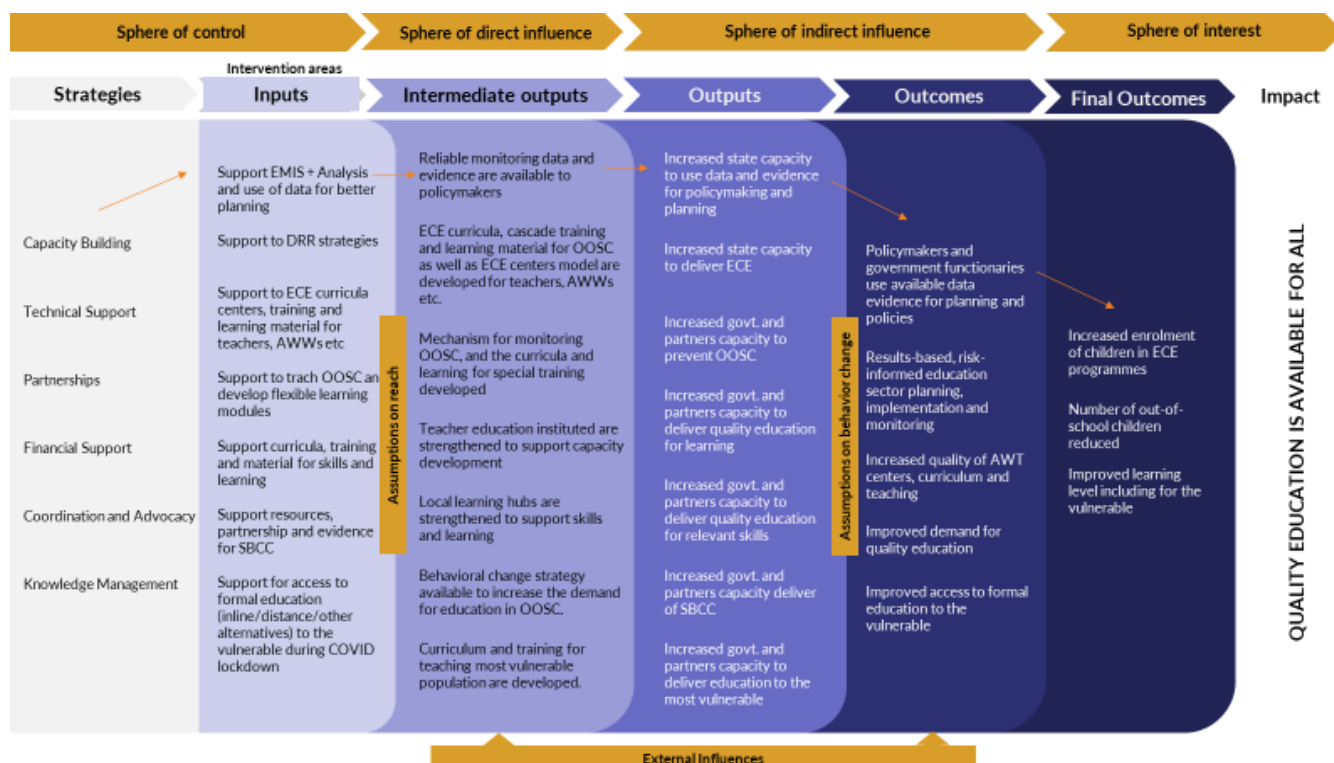 Sphere of control
Sphere of direct influence
Sphere of indirect influence
Sphere of interest
Intervention areas
Strategies
Inputs
Intermediate outputs
Outputs
Outcomes
Final Outcomes
Impact
Capacity Building
Technical Support
Partnerships
Financial Support
Coordination and Advocacy
Knowledge Management
Support EMIS + Analysis
and use of data for better
planning
Support to DRR strategies
Support to ECE curricula
centers, training and
learning material for
teachers, AWWs etc
Support to trach OOSC an
develop flexible learning
modules
Support curricula, training
and material for skills and
learning
Support resources,
partnership and evidence
for SBCC
Support for access to
formal education
(inline/distance/other
alternatives) to the
vulnerable during COVID
lockdown
Assumptions on reach
Reliable monitoring data and
evidence are available to
policymakers
ECE curricula, cascade training
and learning material for OOSC
as well as ECE centers model are
developed for teachers, AWWs
etc.
Mechanism for monitoring
OOSC, and the curricula and
learning for special training
developed
Teacher education instituted are
strengthened to support capacity
development
Local learning hubs are
strengthened to support skills
and learning
Behavioral change strategy
available to increase the demand
for education in OOSC.
Curriculum and training for
teaching most vulnerable
population are developed.
Increased state capacity
to use data and evidence
for policymaking and
planning
Increased state capacity
to deliver ECE
Increased govt. and
partners capacity to
prevent OOSC
Increased govt. and
partners capacity to
deliver quality education
for learning
Increased govt. and
partners capacity to
deliver quality education
for relevant skills
Increased govt. and
partners capacity deliver
of SBCC
Increased govt. and
partners capacity to
deliver education to the
most vulnerable
Assumptions on behavior change
Policymakers and
government functionaries
use available data
evidence for planning and
policies
Results-based, risk-
informed education
sector planning,
implementation and
monitoring
Increased quality of AWT
centers, curriculum and
teaching
Improved demand for
quality education
Improved access to formal
education to the
vulnerable
Increased enrolment
of children in ECE
programmes
Number of out-of-
school children
reduced
Improved learning
level including for the
vulnerable
QUALITY EDUCATION IS AVAILABLE FOR ALL
External Influences